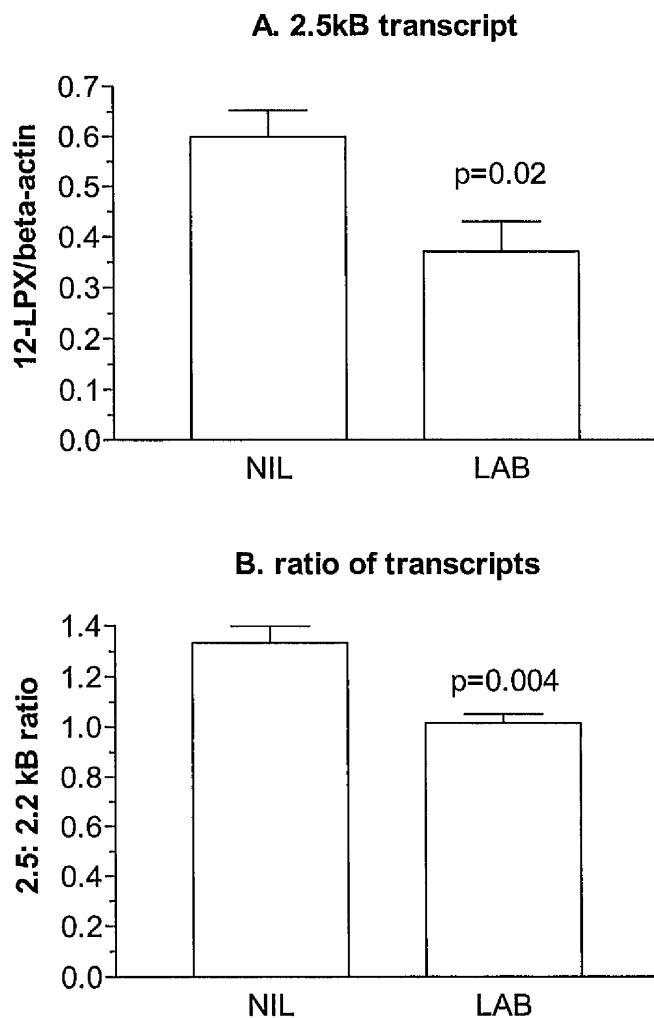 A. 2.5kB transcript
0.7
0.6
0.5
0.4
0.3
0.2
0.1
0.0
12-LPX/beta-actin
p=0.02
NIL LAB
B. ratio of transcripts
1.4
1.2
1.0
0.8
0.6
0.4
0.2
0.0
2.5: 2.2 kB ratio
p=0.004
NIL LAB